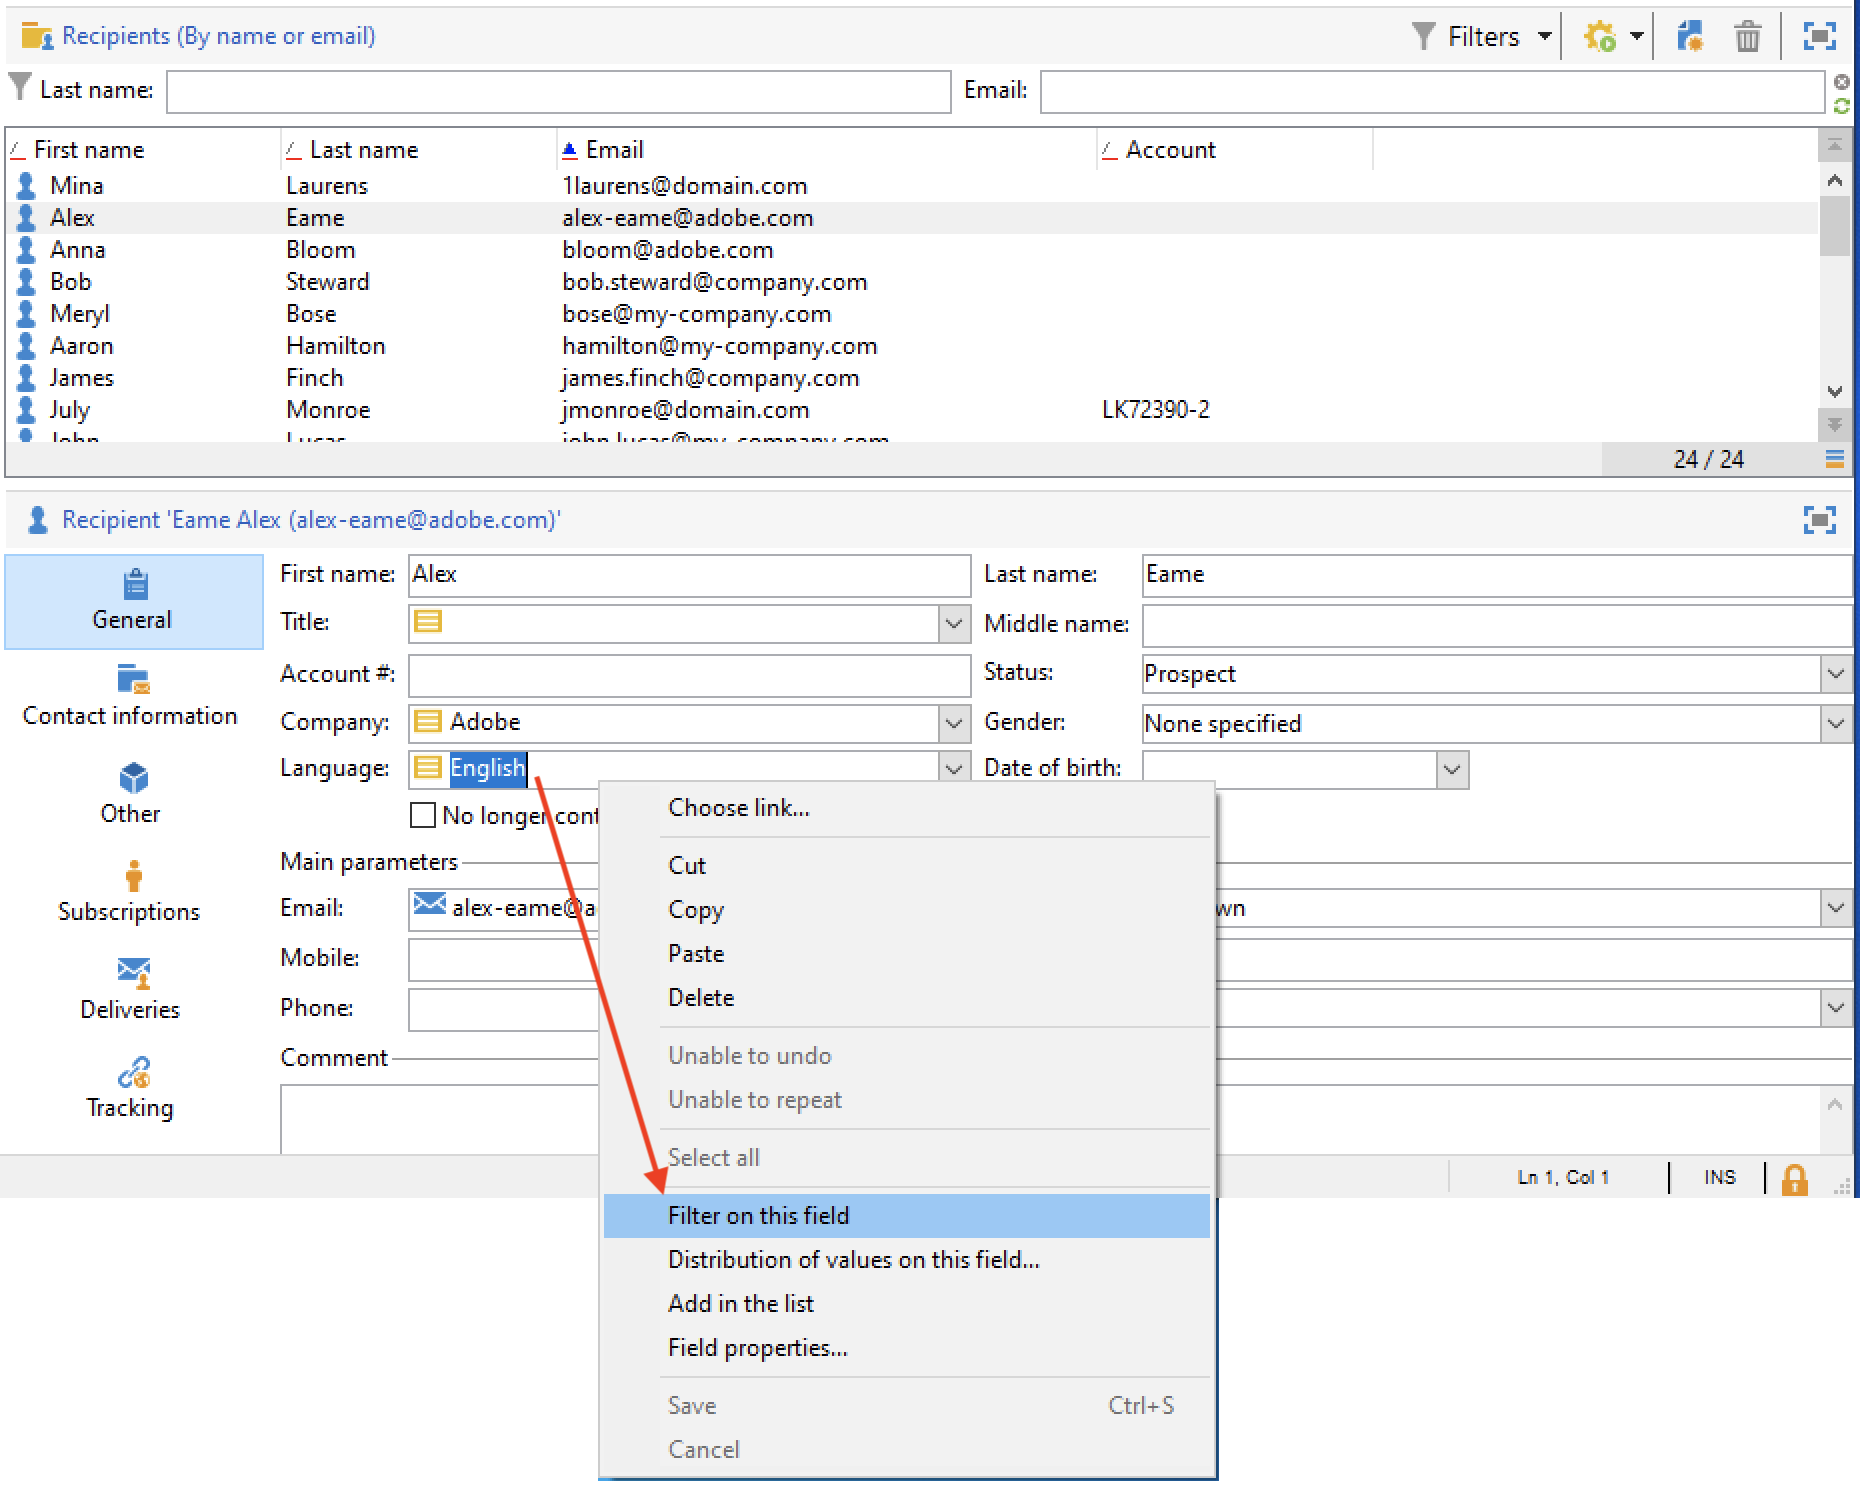 Recipients (By name or email) Filters
Last name: Email:
First name Last name Email Account
Mina Laurens 1laurens@domain.com
Alex Eame alex-eame@adobe.com
Anna Bloom bloom@adobe.com
Bob Steward bob.steward@company.com
Meryl Bose bose@my-company.com
Aaron Hamilton hamilton@my-company.com
James Finch james.finch@company.com
July Monroe jmonroe@domain.com LK72390-2
John Lucas john.lucas@my-company.com
24 / 24
Recipient 'Eame Alex (alex-eame@adobe.com)'
General
Contact information
Other
Subscriptions
Deliveries
Tracking
First name: Alex Last name: Eame
Title: Middle name:
Account #: Status: Prospect
Company: Adobe Gender: None specified
Language: English Date of birth:
No longer cont
Main parameters
Email: alex-eame@a wn
Mobile:
Phone:
Comment
Choose link...
Cut
Copy
Paste
Delete
Unable to undo
Unable to repeat
Select all
Filter on this field
Distribution of values on this field...
Add in the list
Field properties...
Save Ctrl+S
Cancel
Ln 1, Col 1 INS